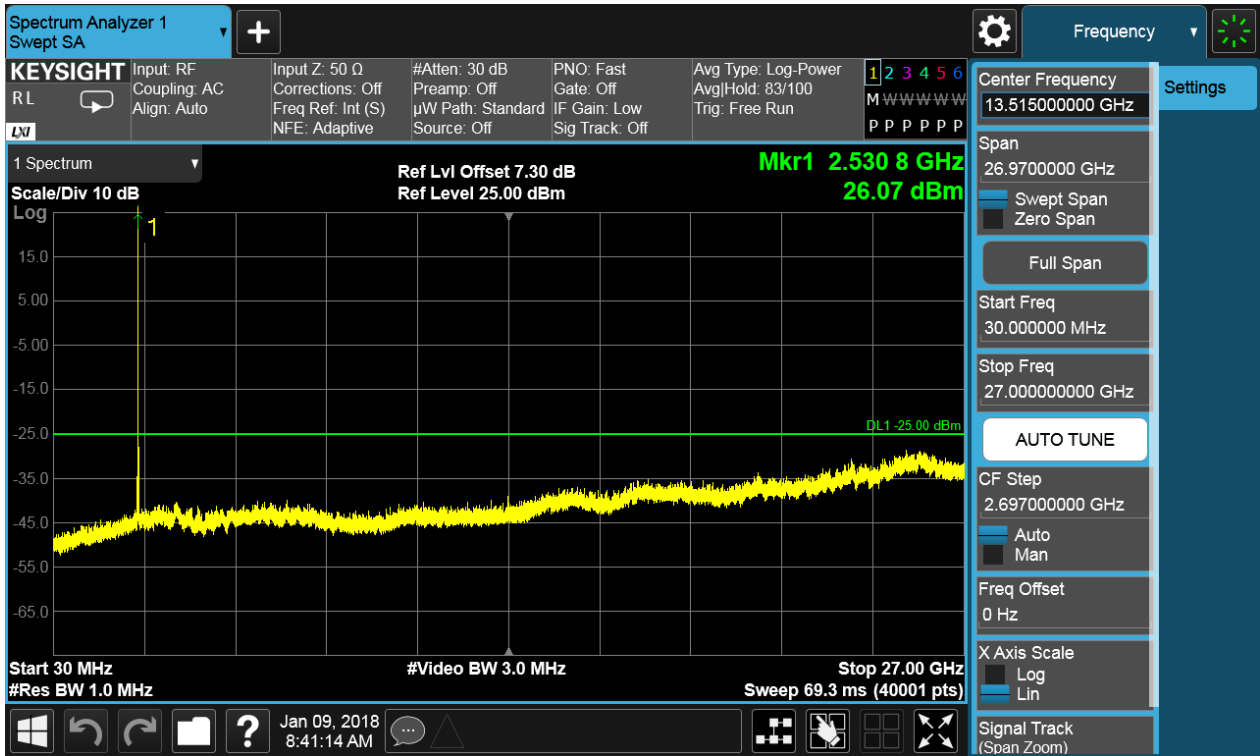 Spectrum Analyzer 1
Swept SA
+
Frequency
KEYSIGHT
R L
LXI
Input: RF
Coupling: AC
Align: Auto
Input Z: 50 Ω
Corrections: Off
Freq Ref: Int (S)
NFE: Adaptive
#Atten: 30 dB
Preamp: Off
µW Path: Standard
Source: Off
PNO: Fast
Gate: Off
IF Gain: Low
Sig Track: Off
Avg Type: Log-Power
Avg|Hold: 83/100
Trig: Free Run
1 2 3 4 5 6
M W W W W W
P P P P P P
1 Spectrum
Scale/Div 10 dB
Ref Lvl Offset 7.30 dB
Ref Level 25.00 dBm
Mkr1 2.530 8 GHz
26.07 dBm
Log
1
15.0
5.00
-5.00
-15.0
-25.0
DL1 -25.00 dBm
-35.0
-45.0
-55.0
-65.0
Start 30 MHz
#Video BW 3.0 MHz
Stop 27.00 GHz
#Res BW 1.0 MHz
Sweep 69.3 ms (40001 pts)
Center Frequency
13.515000000 GHz
Settings
Span
26.9700000 GHz
Swept Span
Zero Span
Full Span
Start Freq
30.000000 MHz
Stop Freq
27.000000000 GHz
AUTO TUNE
CF Step
2.697000000 GHz
Auto
Man
Freq Offset
0 Hz
X Axis Scale
Log
Lin
Signal Track
(Span Zoom)
?
Jan 09, 2018
8:41:14 AM